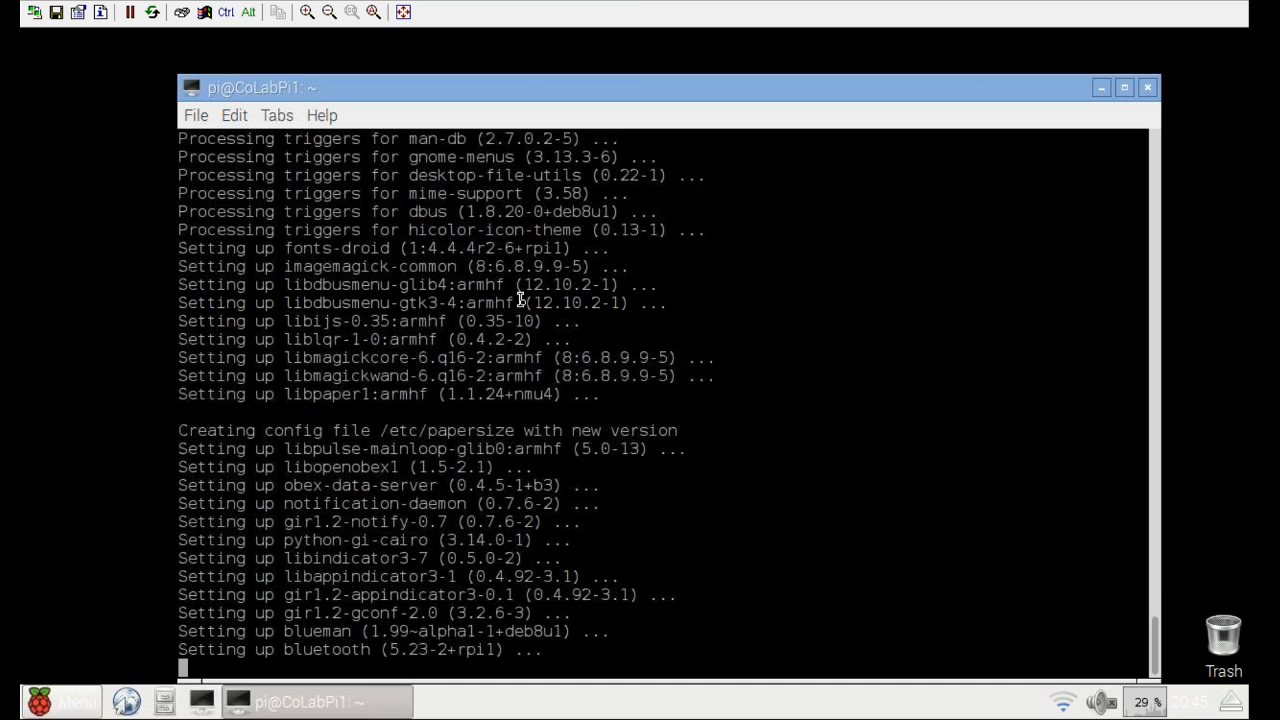 Ctrl Alt
pi@CoLabPi1: ~
File Edit Tabs Help
Processing triggers for man-db (2.7.0.2-5) ...
Processing triggers for gnome-menus (3.13.3-6) ...
Processing triggers for desktop-file-utils (0.22-1) ...
Processing triggers for mime-support (3.58) ...
Processing triggers for dbus (1.8.20-0+deb8u1) ...
Processing triggers for hicolor-icon-theme (0.13-1) ...
Setting up fonts-droid (1:4.4.4r2-6+rpi1) ...
Setting up imagemagick-common (8:6.8.9.9-5) ...
Setting up libdbusmenu-glib4:armhf (12.10.2-1) ...
Setting up libdbusmenu-gtk3-4:armhf (12.10.2-1) ...
Setting up libijs-0.35:armhf (0.35-10) ...
Setting up liblqr-1-0:armhf (0.4.2-2) ...
Setting up libmagickcore-6.q16-2:armhf (8:6.8.9.9-5) ...
Setting up libmagickwand-6.q16-2:armhf (8:6.8.9.9-5) ...
Setting up libpaper1:armhf (1.1.24+nmu4) ...
Creating config file /etc/papersize with new version
Setting up libpulse-mainloop-glib0:armhf (5.0-13) ...
Setting up libopenobex1 (1.5-2.1) ...
Setting up obex-data-server (0.4.5-1+b3) ...
Setting up notification-daemon (0.7.6-2) ...
Setting up gir1.2-notify-0.7 (0.7.6-2) ...
Setting up python-gi-cairo (3.14.0-1) ...
Setting up libindicator3-7 (0.5.0-2) ...
Setting up libappindicator3-1 (0.4.92-3.1) ...
Setting up gir1.2-appindicator3-0.1 (0.4.92-3.1) ...
Setting up gir1.2-gconf-2.0 (3.2.6-3) ...
Setting up blueman (1.99~alpha1-1+deb8u1) ...
Setting up bluetooth (5.23-2+rpi1) ...
Trash
Menu pi@CoLabPi1: ~ 29 % 20:45